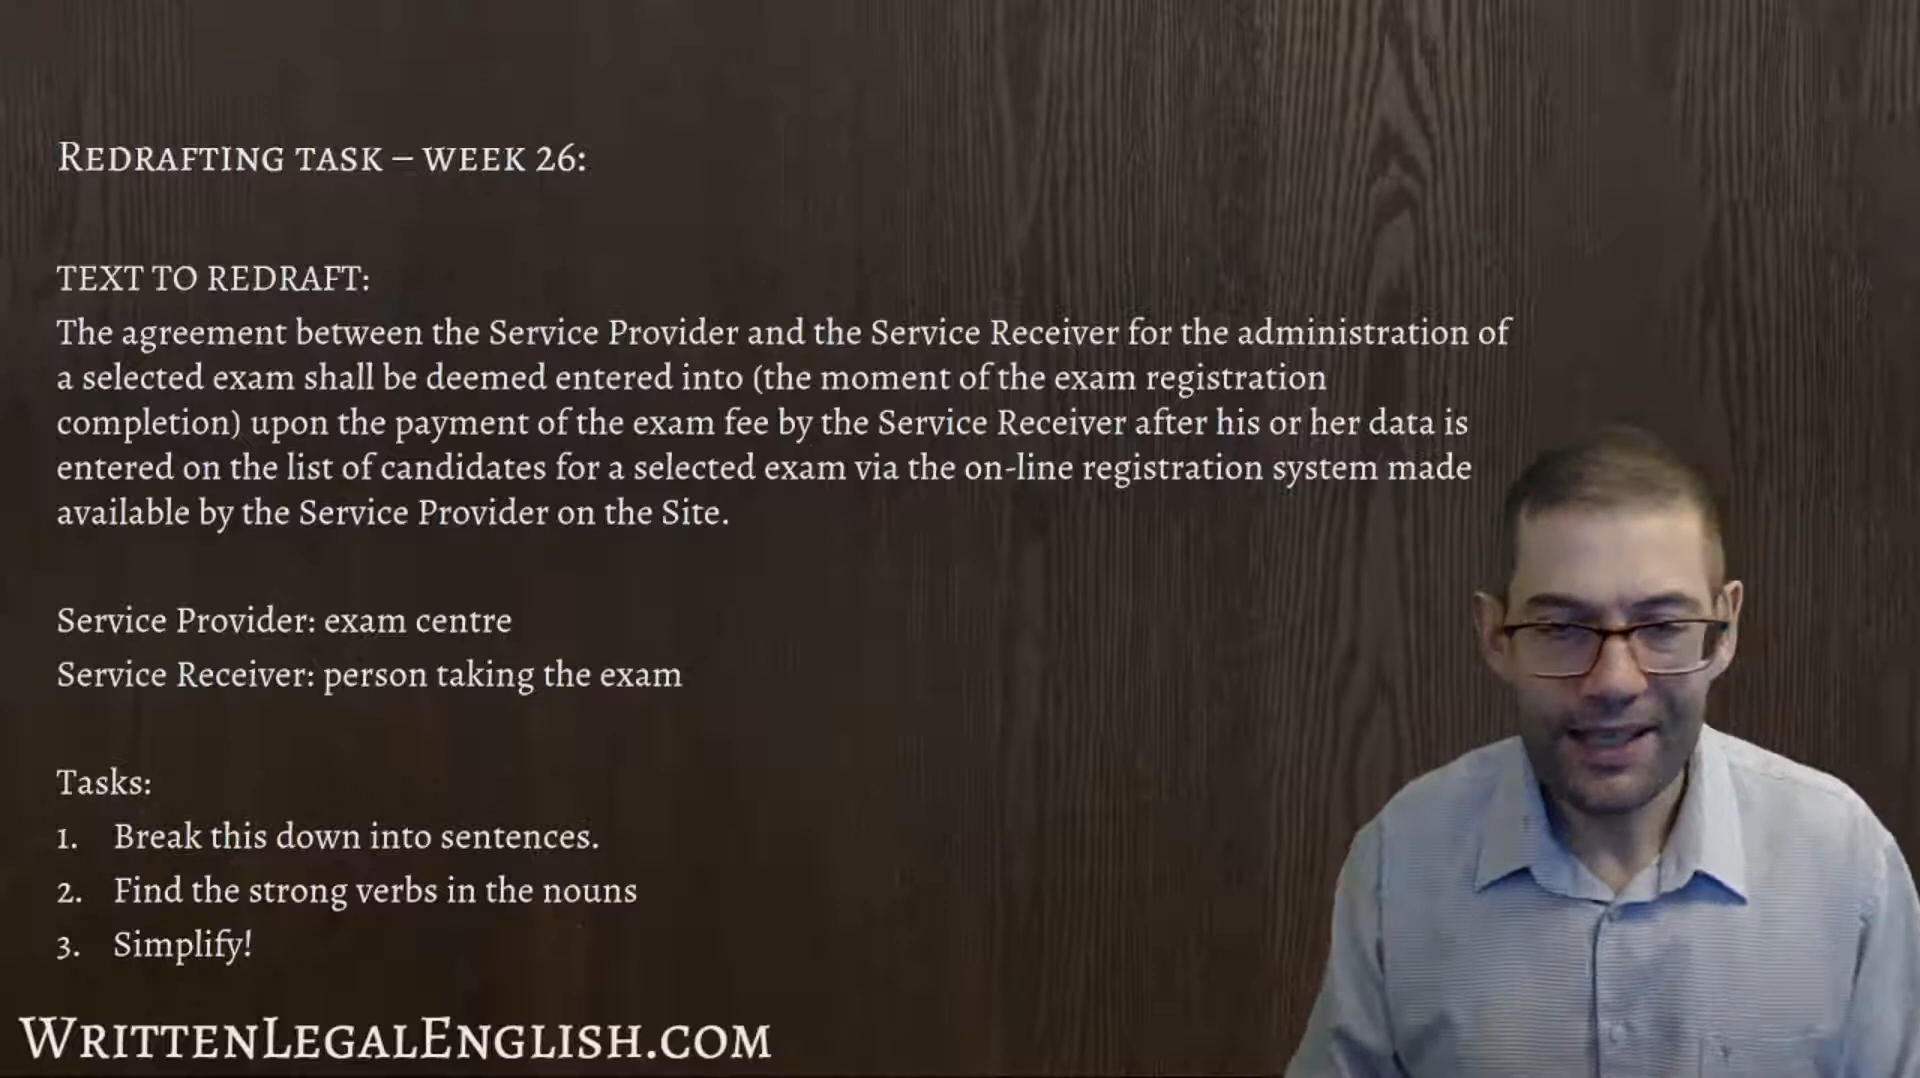 Redrafting task – week 26:
TEXT TO REDRAFT:
The agreement between the Service Provider and the Service Receiver for the administration of
a selected exam shall be deemed entered into (the moment of the exam registration
completion) upon the payment of the exam fee by the Service Receiver after his or her data is
entered on the list of candidates for a selected exam via the on-line registration system made
available by the Service Provider on the Site.
Service Provider: exam centre
Service Receiver: person taking the exam
Tasks:
1. Break this down into sentences.
2. Find the strong verbs in the nouns
3. Simplify!
WrittenLegalEnglish.com